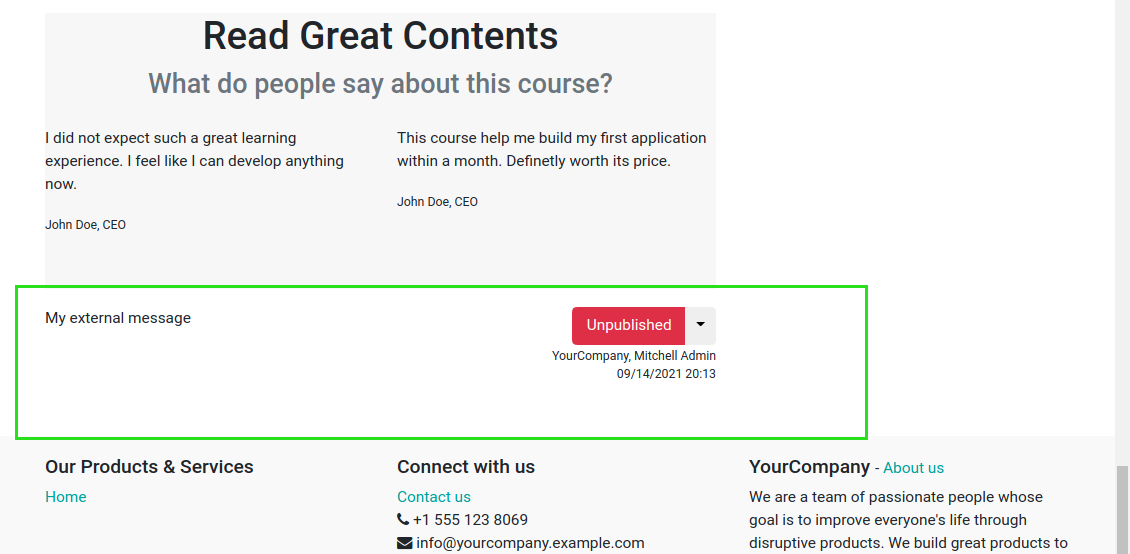 Read Great Contents
What do people say about this course?
I did not expect such a great learning
experience. I feel like I can develop anything
now.
John Doe, CEO
This course help me build my first application
within a month. Definetly worth its price.
John Doe, CEO
My external message
Unpublished
YourCompany, Mitchell Admin
09/14/2021 20:13
Our Products & Services
Home
Connect with us
Contact us
+1 555 123 8069
info@yourcompany.example.com
YourCompany - About us
We are a team of passionate people whose
goal is to improve everyone's life through
disruptive products. We build great products to